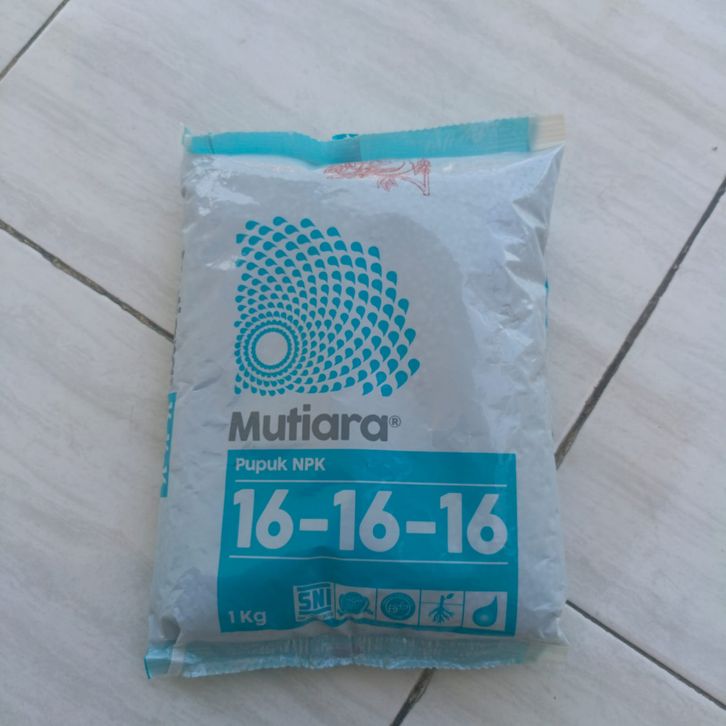 Mutiara®
Pupuk NPK
16-16-16
1 Kg
SNI